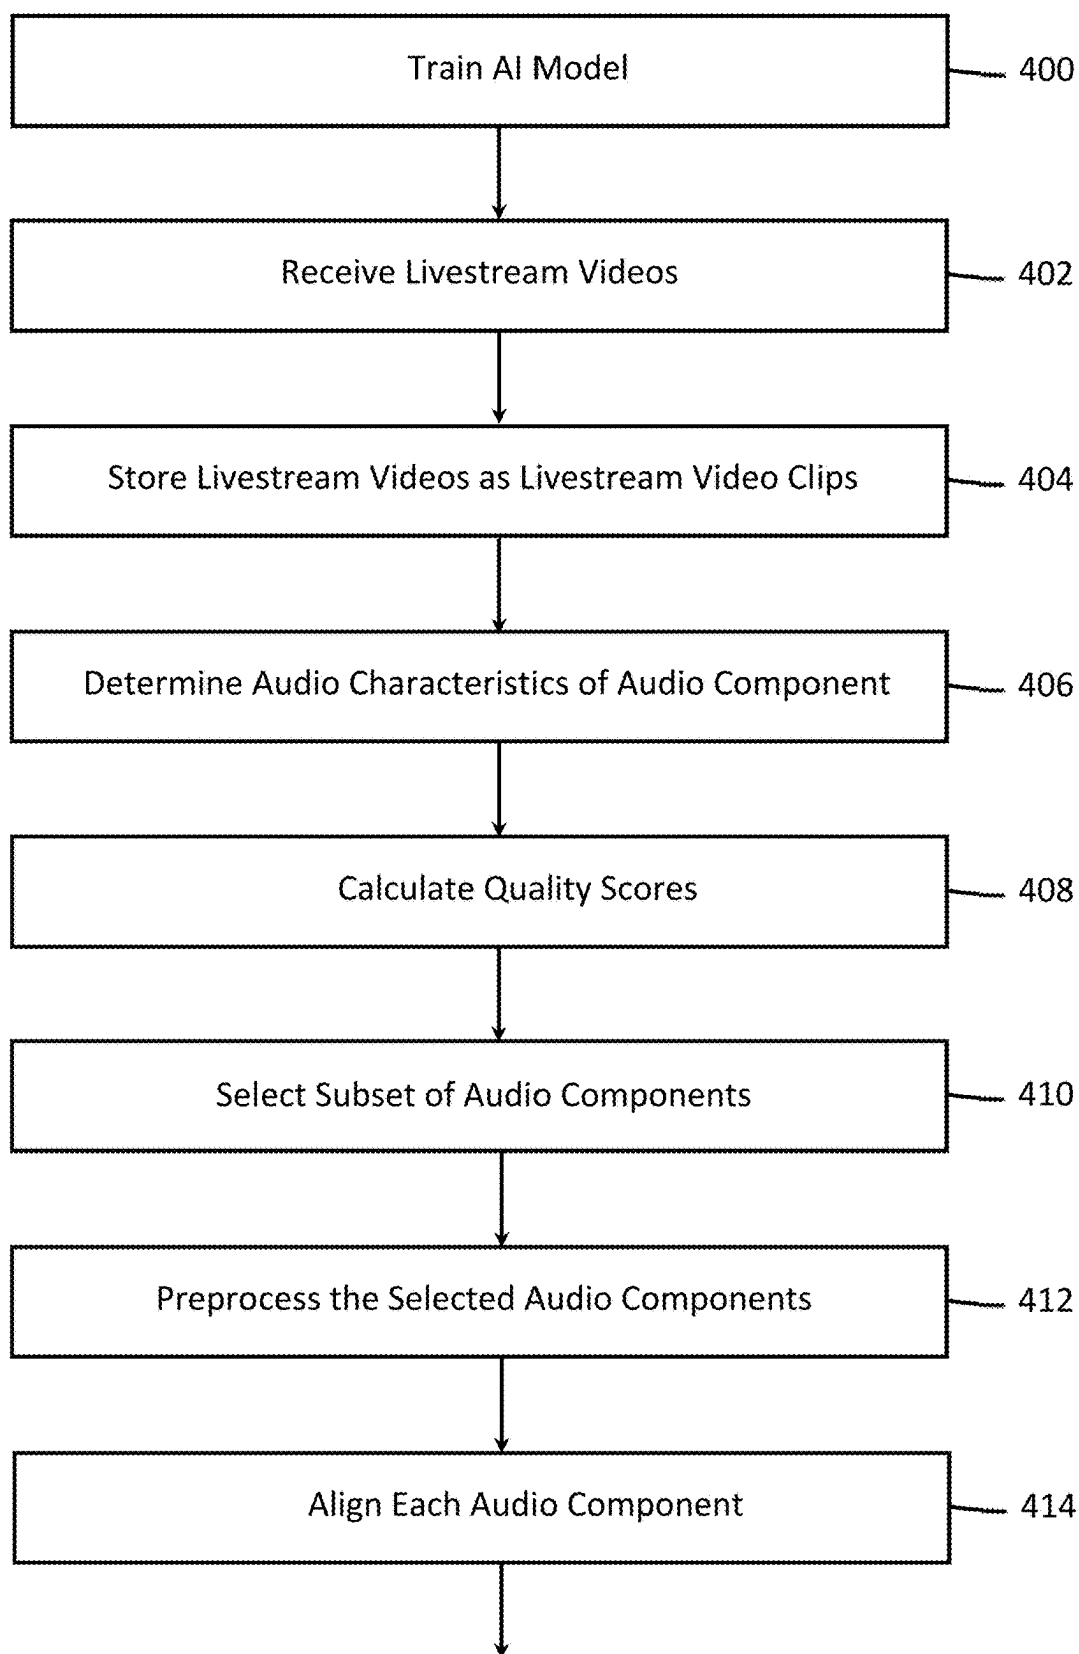 Train AI Model
400
Receive Livestream Videos
402
Store Livestream Videos as Livestream Video Clips
404
Determine Audio Characteristics of Audio Component
406
Calculate Quality Scores
408
Select Subset of Audio Components
410
Preprocess the Selected Audio Components
412
Align Each Audio Component
414